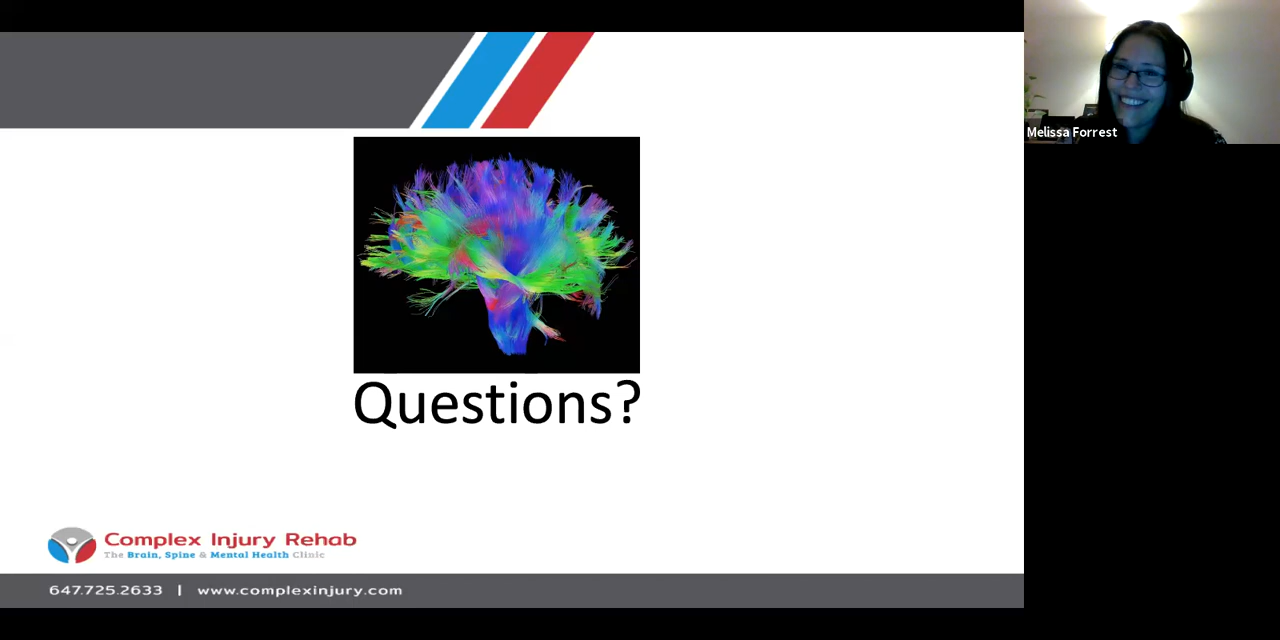 Melissa Forrest
Questions?
Complex Injury Rehab
The Brain, Spine & Mental Health Clinic
647.725.2633 | www.complexinjury.com